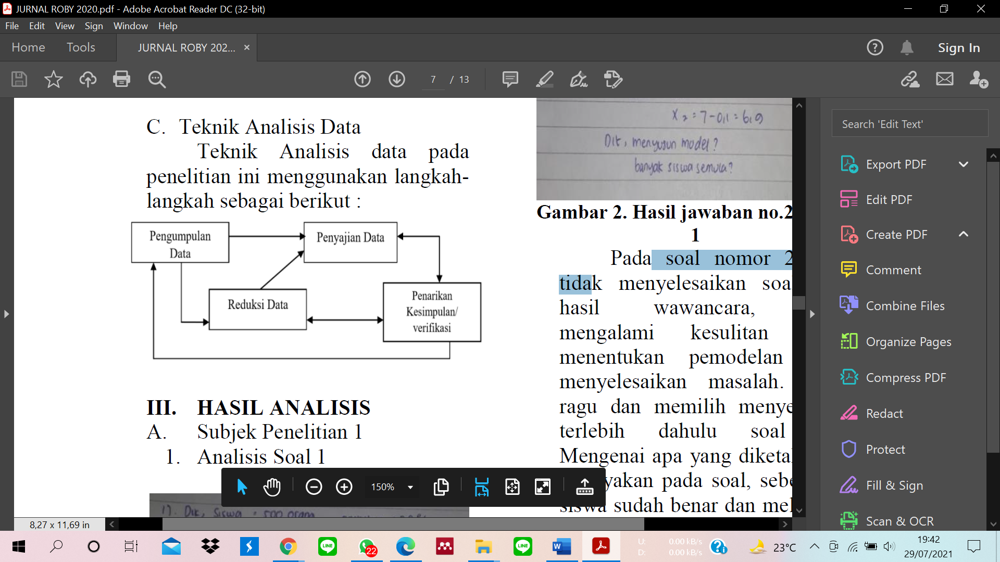 JURNAL ROBY 2020.pdf - Adobe Acrobat Reader DC (32-bit)
File Edit View Sign Window Help
Home Tools JURNAL ROBY 202... × Sign In
7 / 13
C. Teknik Analisis Data
Teknik Analisis data pada
penelitian ini menggunakan langkah-
langkah sebagai berikut :
Pengumpulan
Data
Penyajian Data
Reduksi Data
Penarikan
Kesimpulan/
verifikasi
III. HASIL ANALISIS
A. Subjek Penelitian 1
1. Analisis Soal 1
17. Dik, Siswa : 500 orang
X₂ = 7 - 0,1 = 6,9
Dit, menyusun model?
banyak siswa semula?
Gambar 2. Hasil jawaban no.2
1
Pada soal nomor 2
tidak menyelesaikan soal
hasil wawancara,
mengalami kesulitan
menentukan pemodelan
menyelesaikan masalah.
ragu dan memilih menye
terlebih dahulu soal
Mengenai apa yang diketa
yakan pada soal, sebe
siswa sudah benar dan mel
150%
8,27 x 11,69 in
Search 'Edit Text'
Export PDF
Edit PDF
Create PDF
Comment
Combine Files
Organize Pages
Compress PDF
Redact
Protect
Fill & Sign
Scan & OCR
LINE
22
LINE
U: 0.00 kB/s
D: 0.00 kB/s
23°C
19:42
29/07/2021